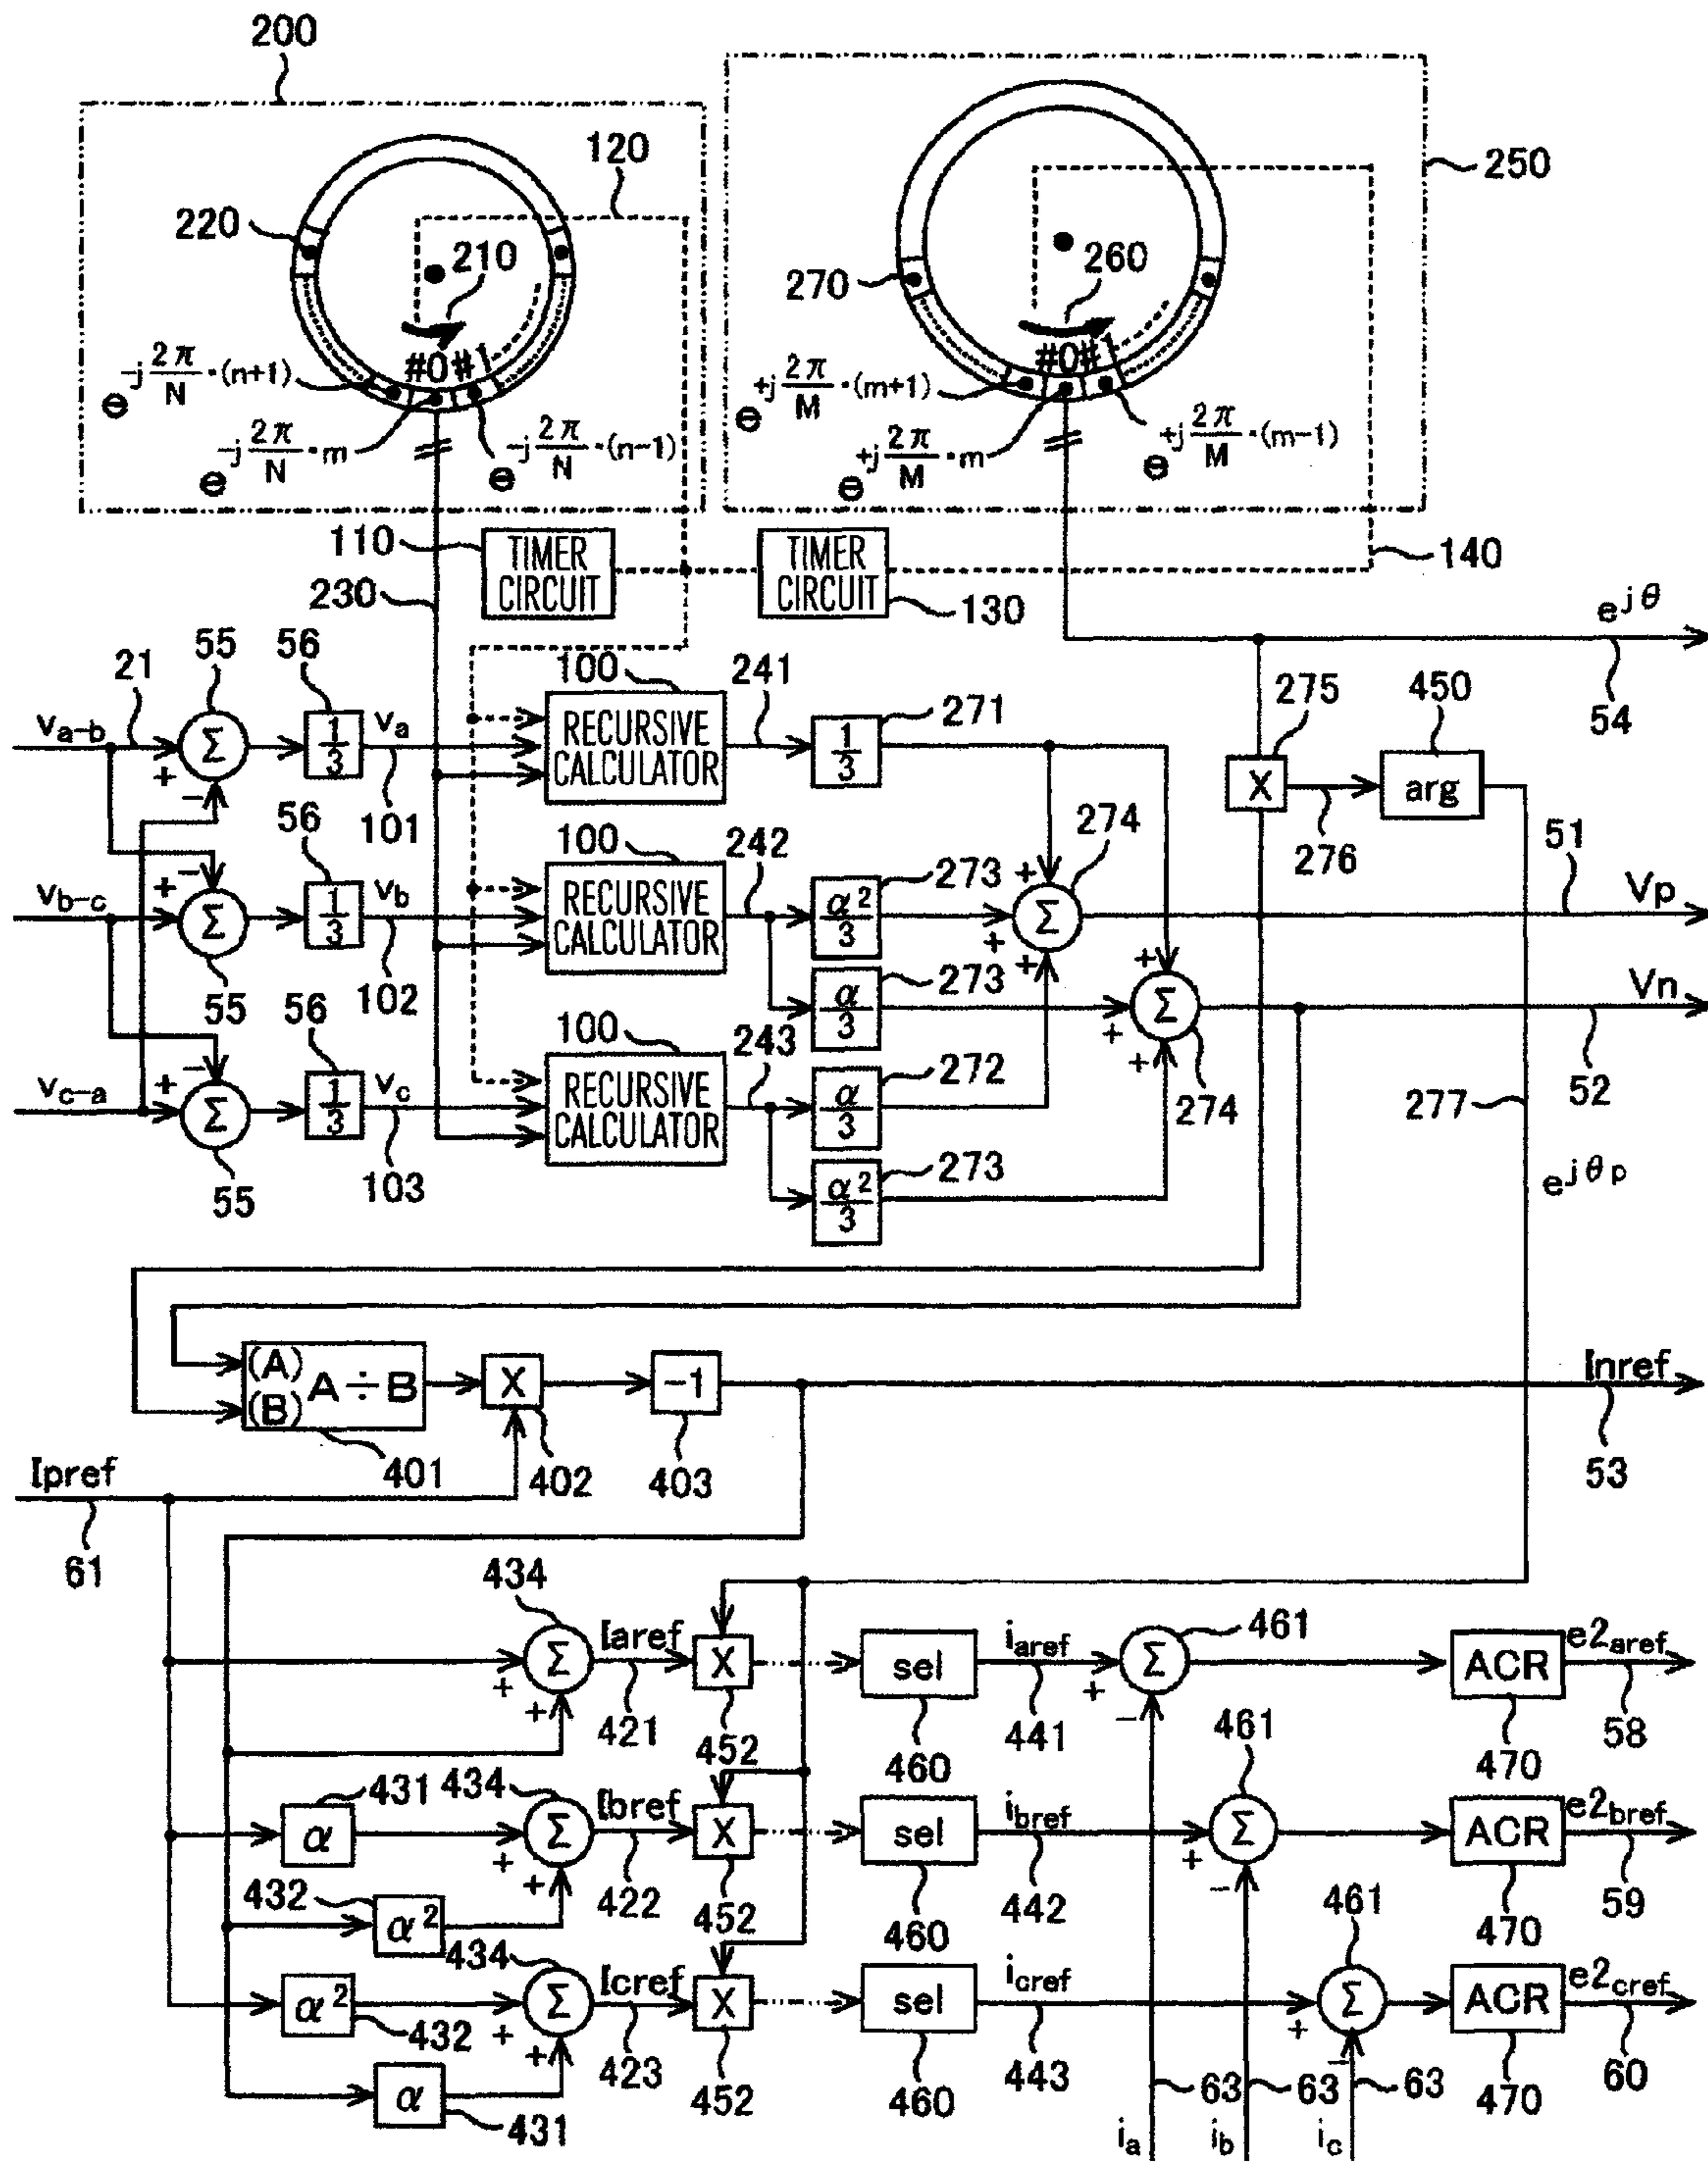 200
120
250
220
210
270
260
#0 #1
#0 #1
e^{-j 2π/N ·(n+1)}
e^{-j 2π/N ·m}
e^{-j 2π/N ·(n-1)}
e^{+j 2π/M ·(m+1)}
e^{+j 2π/M ·m}
e^{+j 2π/M ·(m-1)}
110
TIMER
CIRCUIT
TIMER
CIRCUIT
130
140
230
e^{jθ}
54
21
55
56
100
241
271
275
450
v_{a-b}
Σ
1/3
v_a
RECURSIVE
CALCULATOR
1/3
X
arg
+
−
101
276
56
100
242
273
274
51
v_{b-c}
+
−
Σ
1/3
v_b
RECURSIVE
CALCULATOR
α²/3
+
+
+
Σ
Vp
55
102
56
100
243
273
α/3
+
+
+
Σ
Vn
274
52
277
v_{c-a}
+
−
Σ
1/3
v_c
RECURSIVE
CALCULATOR
272
α/3
55
103
273
α²/3
e^{jθp}
(A)
(B)
A÷B
X
−1
Inref
401
402
403
53
Ipref
61
434
Σ
+
+
Iaref
421
X
452
sel
460
i_{aref}
441
461
Σ
+
−
ACR
470
e2_{aref}
58
431
α
434
Σ
+
+
Ibref
422
X
452
sel
460
i_{bref}
442
461
Σ
+
−
ACR
470
e2_{bref}
59
432
α²
434
α²
432
Σ
+
+
Icref
423
X
452
sel
460
i_{cref}
443
461
Σ
+
−
ACR
470
e2_{cref}
60
α
431
63
63
63
i_a
i_b
i_c